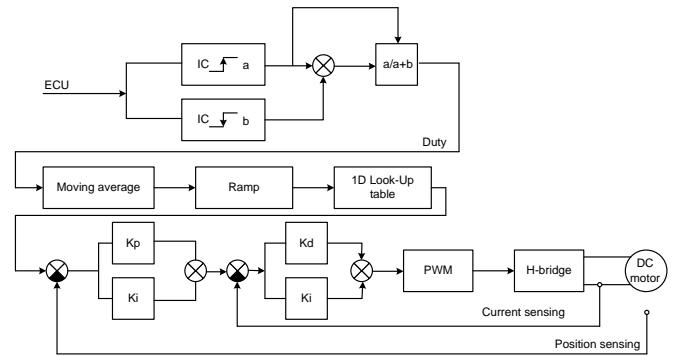 ECU
IC a
IC b
a/a+b
Duty
Moving average
Ramp
1D Look-Up
table
Kp
Ki
Kd
Ki
PWM
H-bridge
DC
motor
Current sensing
Position sensing